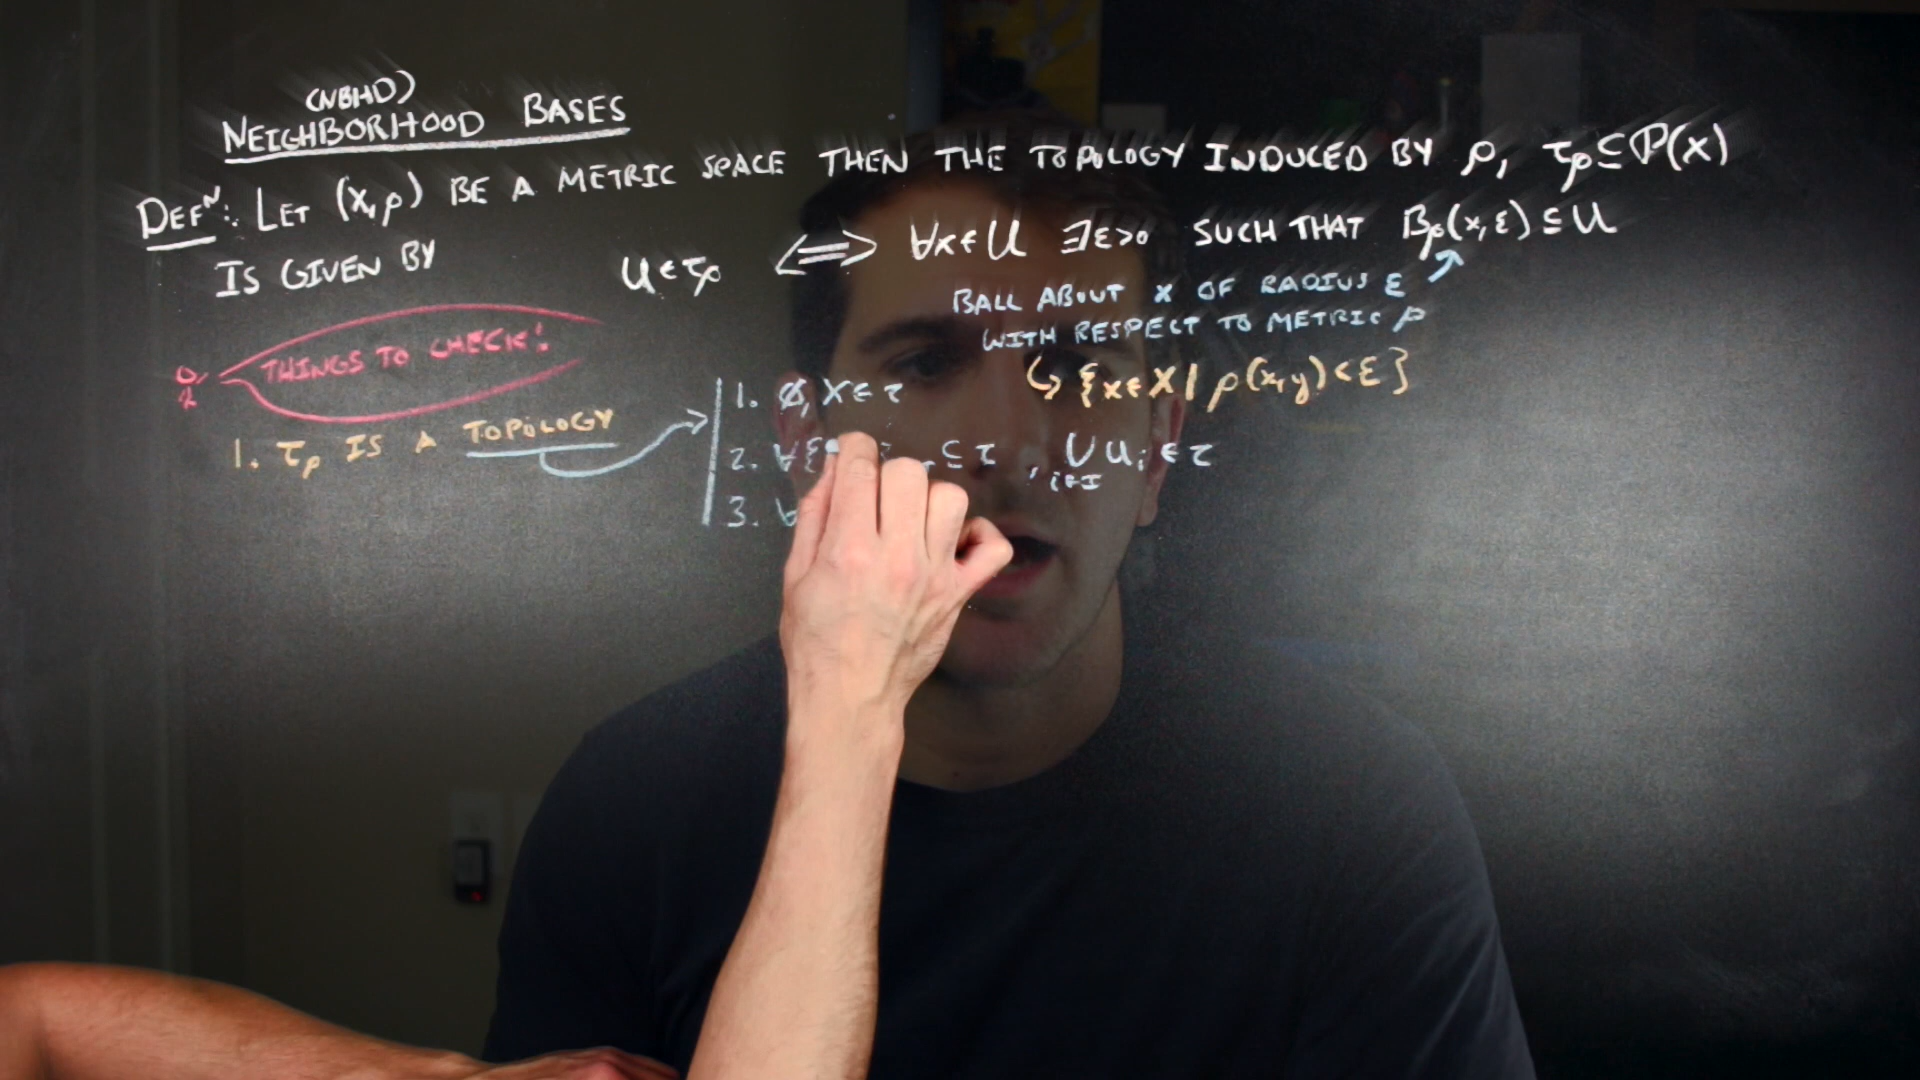 (NBHD)
NEIGHBORHOOD BASES
DEFᴺ: LET (X,ρ) BE A METRIC SPACE THEN THE TOPOLOGY INDUCED BY ρ, τρ⊆P(X)
IS GIVEN BY U∈τρ ⟺ ∀x∈U ∃ε>0 SUCH THAT Bρ(x,ε)⊆U
BALL ABOUT x OF RADIUS ε
WITH RESPECT TO METRIC ρ
THINGS TO CHECK!
{x∈X | ρ(x,y)<ε}
1. τρ IS A TOPOLOGY
1. ∅, X∈τ
2. ∀{ ⊆τ, ∪i∈I Ui∈τ
3. ∀